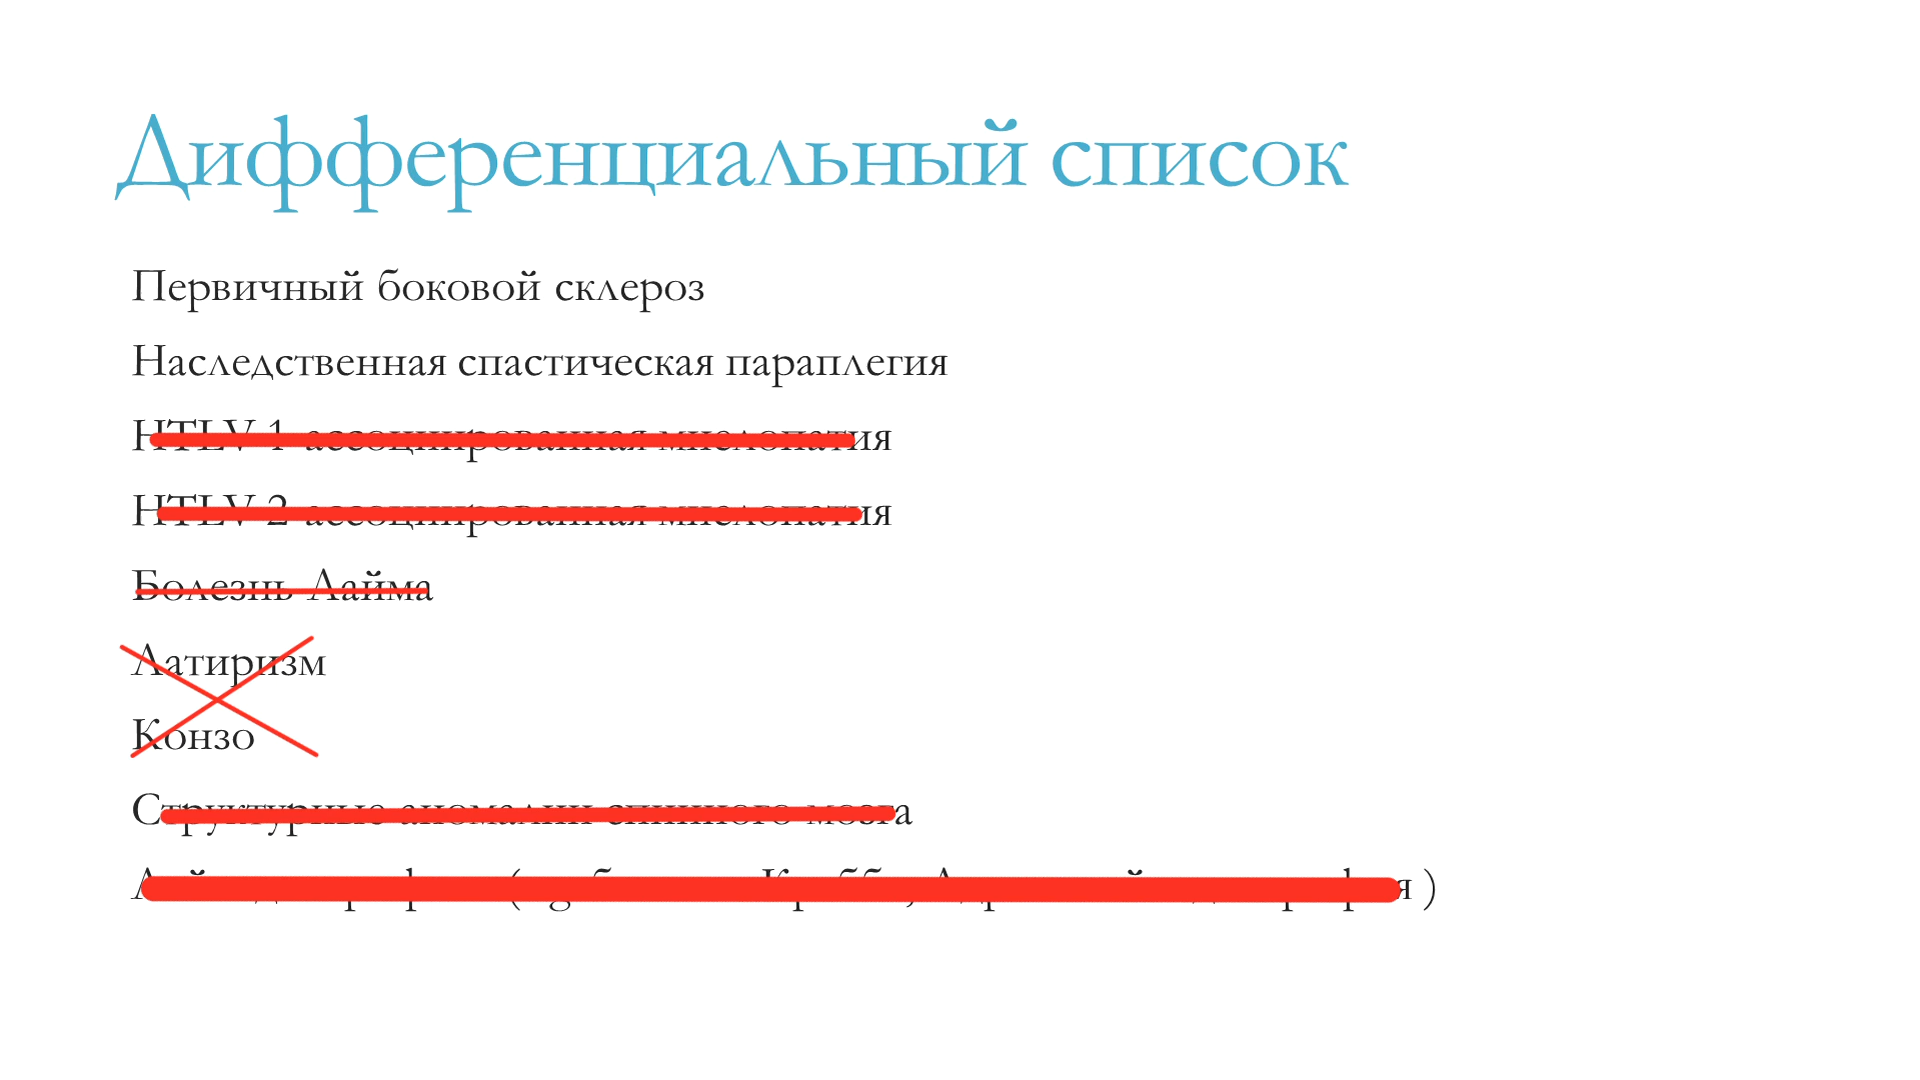 Дифференциальный список
Первичный боковой склероз
Наследственная спастическая параплегия
HTLV-1-ассоциированная миелопатия
HTLV-2-ассоциированная миелопатия
Болезнь Лайма
Латиризм
Конзо
Структурные аномалии спинного мозга